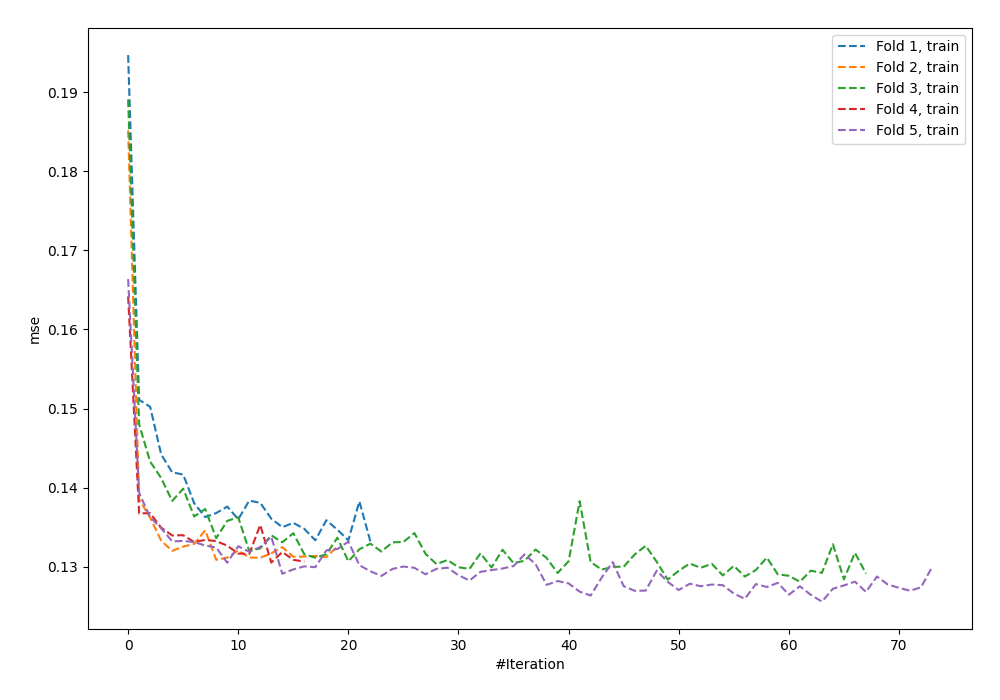 Fold 1, train
Fold 2, train
Fold 3, train
Fold 4, train
Fold 5, train
0.19
0.18
0.17
0.16
0.15
0.14
0.13
mse
0 10 20 30 40 50 60 70
#Iteration